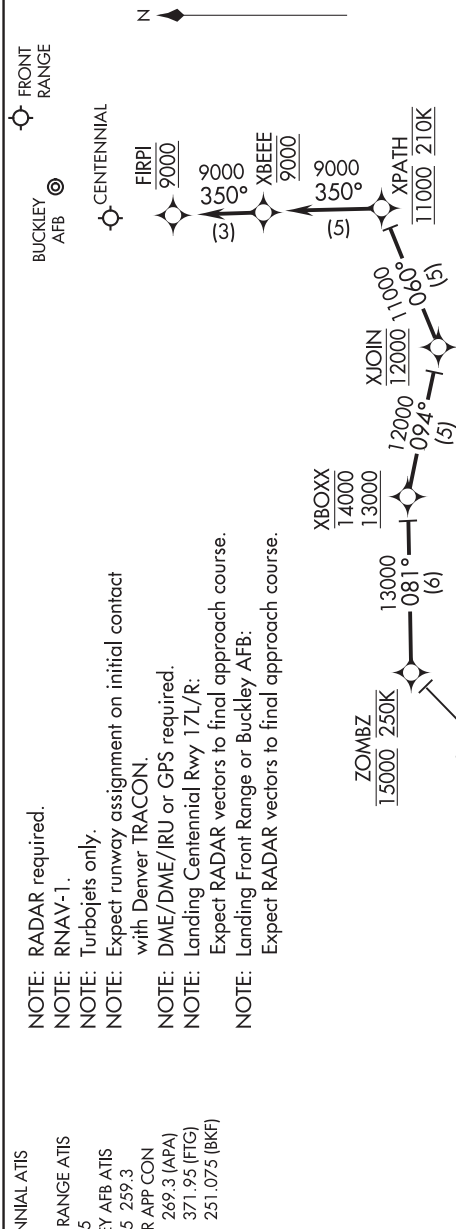 NNIAL ATIS
RANGE ATIS
5
Y AFB ATIS
5 259.3
R APP CON
269.3 (APA)
371.95 (FTG)
251.075 (BKF)
NOTE: RADAR required.
NOTE: RNAV-1.
NOTE: Turbojets only.
NOTE: Expect runway assignment on initial contact
with Denver TRACON.
NOTE: DME/DME/IRU or GPS required.
NOTE: Landing Centennial Rwy 17L/R:
Expect RADAR vectors to final approach course.
NOTE: Landing Front Range or Buckley AFB:
Expect RADAR vectors to final approach course.
FRONT
RANGE
BUCKLEY
AFB
CENTENNIAL
N
FIRPI
9000
9000
350°
(3)
XBEEE
9000
9000
350°
(5)
XPATH
11000 210K
11000
060°
(5)
XJOIN
12000
12000
094°
(5)
XBOXX
14000
13000
13000
081°
(6)
ZOMBZ
15000 250K